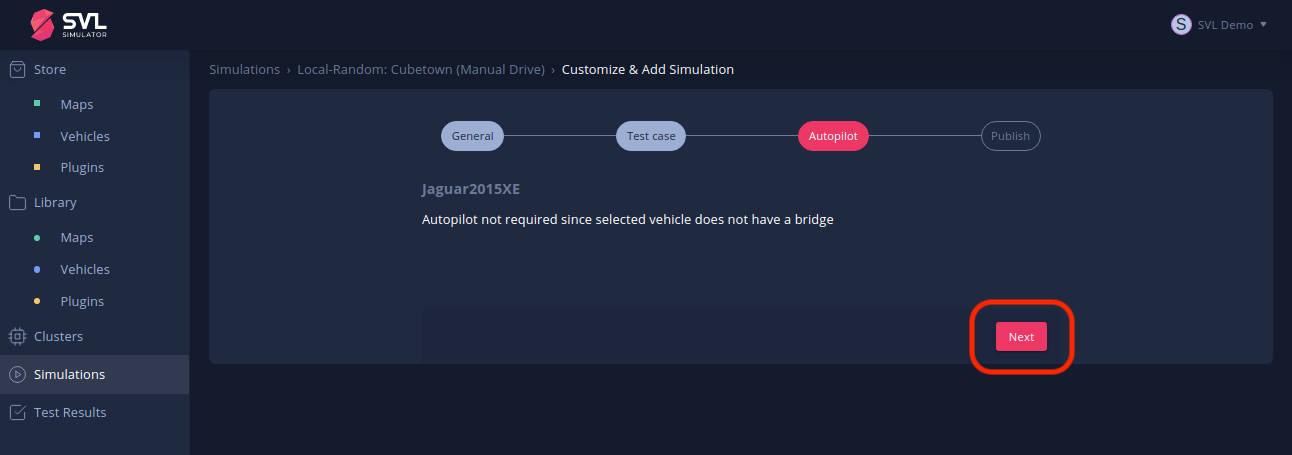 SVL
SIMULATOR
S SVL Demo
Store
Maps
Vehicles
Plugins
Library
Maps
Vehicles
Plugins
Clusters
Simulations
Test Results
Simulations › Local-Random: Cubetown (Manual Drive) › Customize & Add Simulation
General Test case Autopilot Publish
Jaguar2015XE
Autopilot not required since selected vehicle does not have a bridge
Next